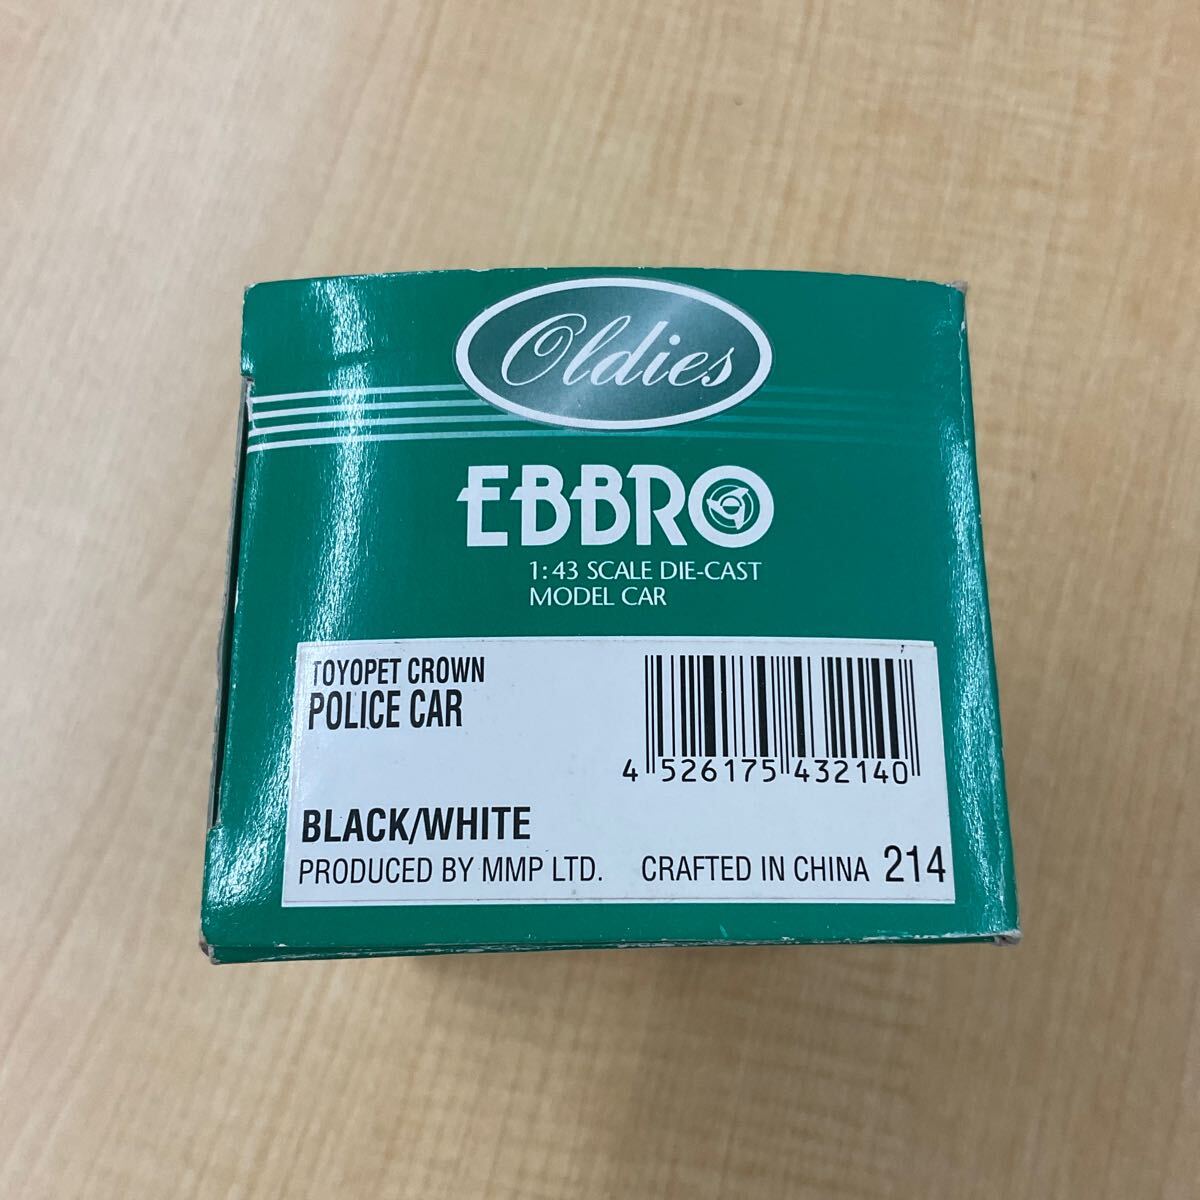 Oldies
EBBRO
1:43 SCALE DIE-CAST
MODEL CAR
TOYOPET CROWN
POLICE CAR
4 526175 432140
BLACK/WHITE
PRODUCED BY MMP LTD. CRAFTED IN CHINA 214